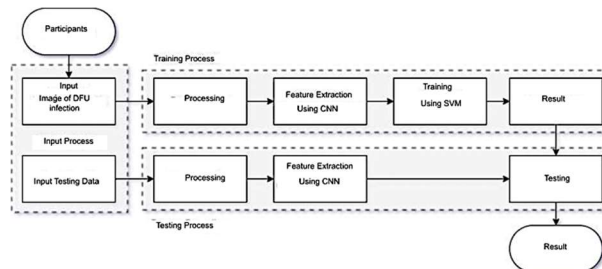 Participants
Training Process
Input
Image of DFU
infection
Processing
Feature Extraction
Using CNN
Training
Using SVM
Result
Input Process
Input Testing Data
Processing
Feature Extraction
Using CNN
Testing
Testing Process
Result